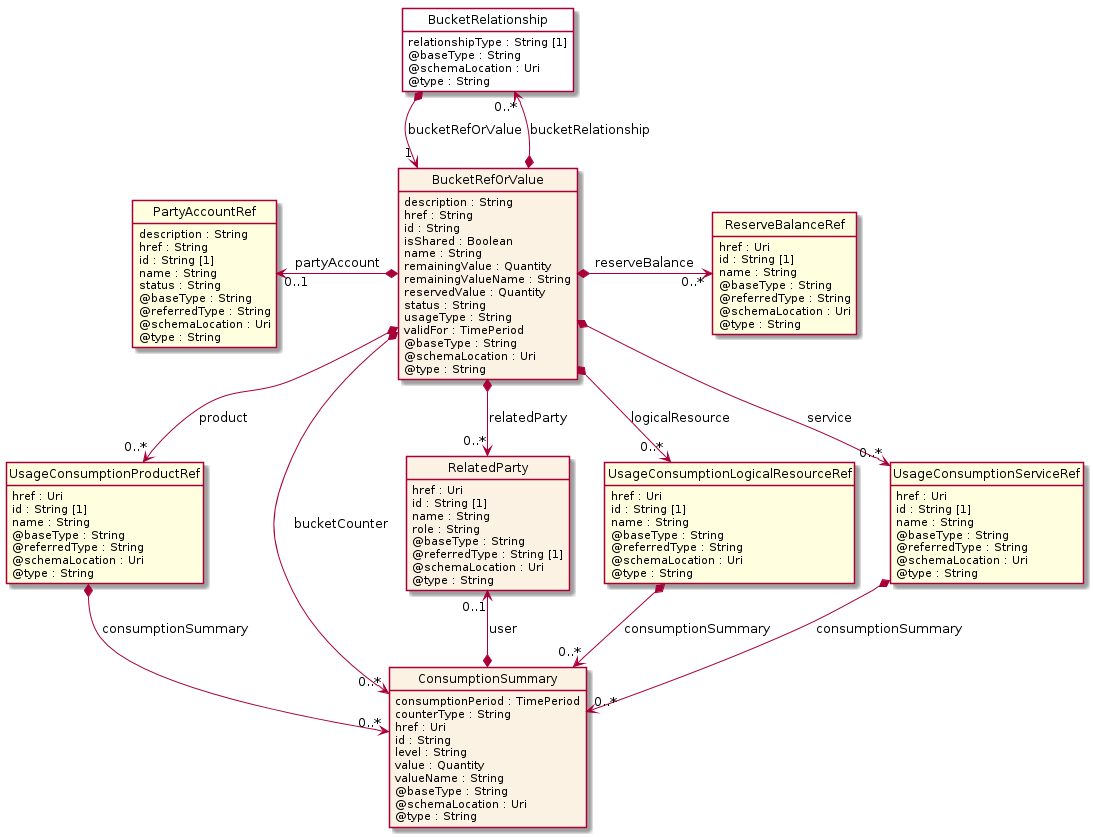 BucketRelationship
relationshipType : String [1]
@baseType : String
@schemaLocation : Uri
@type : String
0..*
bucketRefOrValue
bucketRelationship
1
BucketRefOrValue
description : String
href : String
id : String
isShared : Boolean
name : String
remainingValue : Quantity
remainingValueName : String
reservedValue : Quantity
status : String
usageType : String
validFor : TimePeriod
@baseType : String
@schemaLocation : Uri
@type : String
PartyAccountRef
description : String
href : String
id : String [1]
name : String
status : String
@baseType : String
@referredType : String
@schemaLocation : Uri
@type : String
partyAccount
0..1
reserveBalance
0..*
ReserveBalanceRef
href : Uri
id : String [1]
name : String
@baseType : String
@referredType : String
@schemaLocation : Uri
@type : String
product
0..*
relatedParty
0..*
logicalResource
0..*
service
0..*
UsageConsumptionProductRef
href : Uri
id : String [1]
name : String
@baseType : String
@referredType : String
@schemaLocation : Uri
@type : String
bucketCounter
0..*
RelatedParty
href : Uri
id : String [1]
name : String
role : String
@baseType : String
@referredType : String [1]
@schemaLocation : Uri
@type : String
UsageConsumptionLogicalResourceRef
href : Uri
id : String [1]
name : String
@baseType : String
@referredType : String
@schemaLocation : Uri
@type : String
UsageConsumptionServiceRef
href : Uri
id : String [1]
name : String
@baseType : String
@referredType : String
@schemaLocation : Uri
@type : String
consumptionSummary
0..*
0..1
user
consumptionSummary
0..*
consumptionSummary
0..*
ConsumptionSummary
consumptionPeriod : TimePeriod
counterType : String
href : Uri
id : String
level : String
value : Quantity
valueName : String
@baseType : String
@schemaLocation : Uri
@type : String